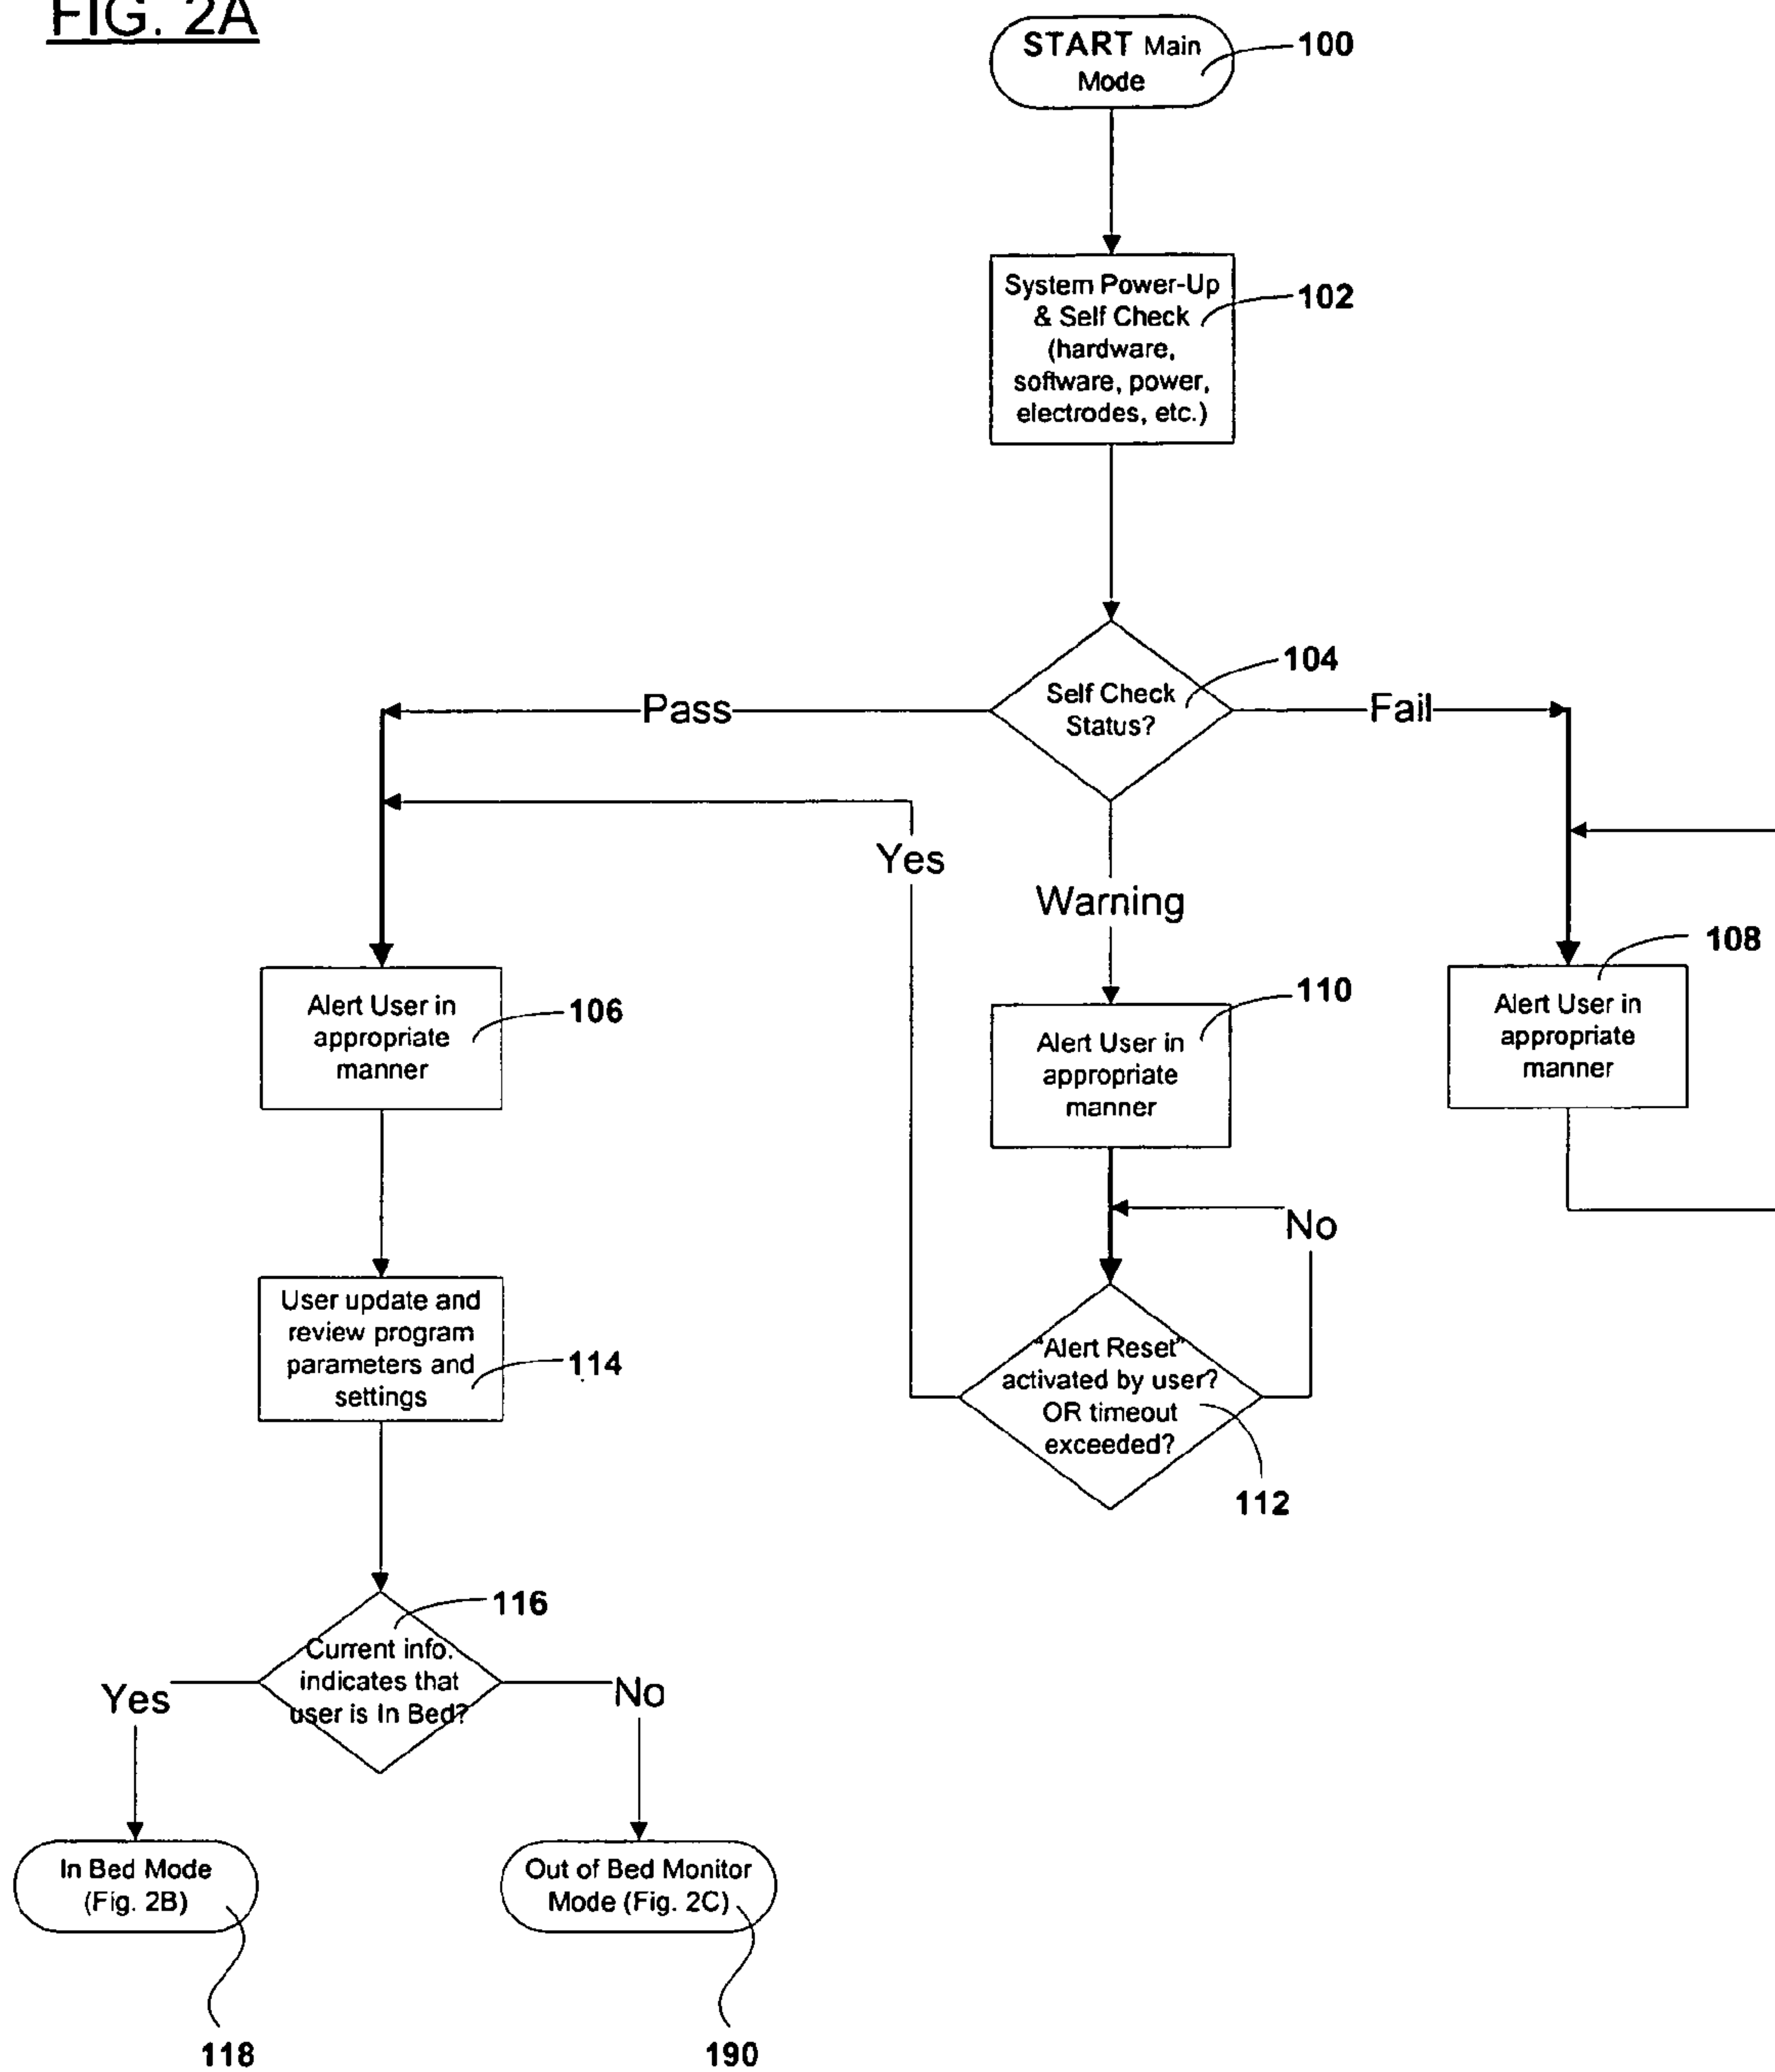 FIG. 2A
START Main
Mode
100
System Power-Up
& Self Check
(hardware,
software, power,
electrodes, etc.)
102
Self Check
Status?
104
Pass
Fail
Yes
Warning
Alert User in
appropriate
manner
106
Alert User in
appropriate
manner
110
Alert User in
appropriate
manner
108
No
"Alert Reset"
activated by user?
OR timeout
exceeded?
112
User update and
review program
parameters and
settings
114
Current info.
indicates that
user is In Bed?
116
Yes
No
In Bed Mode
(Fig. 2B)
118
Out of Bed Monitor
Mode (Fig. 2C)
190